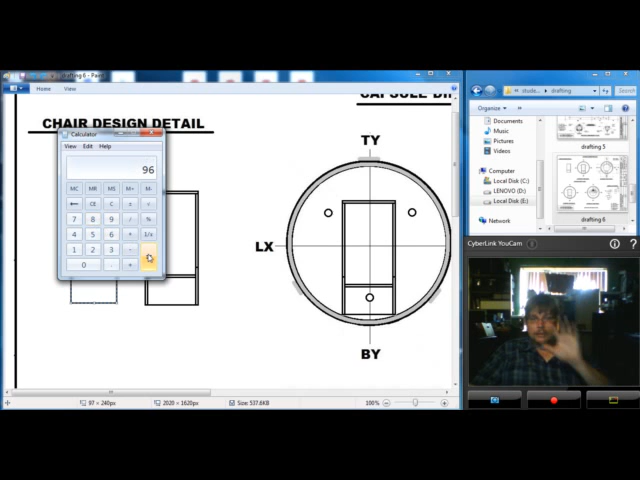 drafting 6 - Paint
Home
View
CHAIR DESIGN DETAIL
Calculator
View Edit Help
96
MC MR MS M+ M-
← CE C ± √
7 8 9 / %
4 5 6 * 1/x
1 2 3 -
0 . +
TY
LX
BY
97 × 240px
2020 × 1620px
Size: 537.6KB
100%
stude...
drafting
Search
Organize
Documents
Music
Pictures
Videos
Computer
Local Disk (C:)
LENOVO (D:)
Local Disk (E:)
Network
drafting 5
drafting 6
CyberLink YouCam